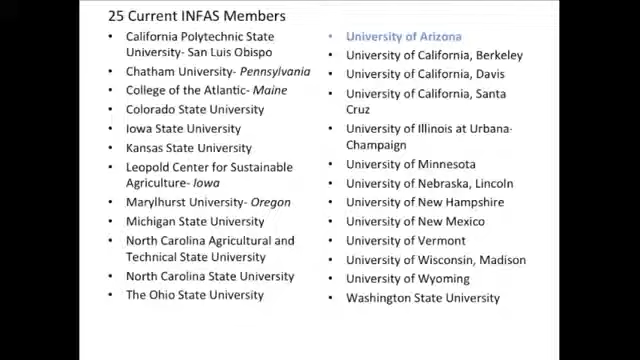 25 Current INFAS Members
• California Polytechnic State
University- San Luis Obispo
• Chatham University- Pennsylvania
• College of the Atlantic- Maine
• Colorado State University
• Iowa State University
• Kansas State University
• Leopold Center for Sustainable
Agriculture- Iowa
• Marylhurst University- Oregon
• Michigan State University
• North Carolina Agricultural and
Technical State University
• North Carolina State University
• The Ohio State University
• University of Arizona
• University of California, Berkeley
• University of California, Davis
• University of California, Santa
Cruz
• University of Illinois at Urbana-
Champaign
• University of Minnesota
• University of Nebraska, Lincoln
• University of New Hampshire
• University of New Mexico
• University of Vermont
• University of Wisconsin, Madison
• University of Wyoming
• Washington State University